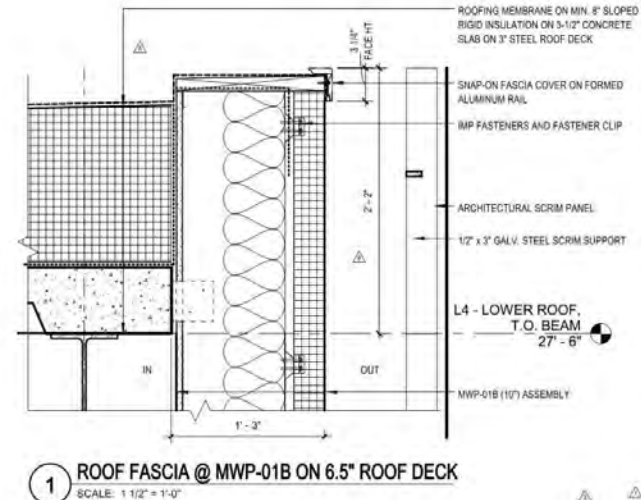 ROOFING MEMBRANE ON MIN. 8" SLOPED
RIGID INSULATION ON 3-1/2" CONCRETE
SLAB ON 3" STEEL ROOF DECK
3 1/4"
FACE HT.
SNAP-ON FASCIA COVER ON FORMED
ALUMINUM RAIL
IMP FASTENERS AND FASTENER CLIP
2' - 2"
ARCHITECTURAL SCRIM PANEL
1/2" x 3" GALV. STEEL SCRIM SUPPORT
L4 - LOWER ROOF,
T.O. BEAM
27' - 6"
IN
OUT
MWP-01B (10") ASSEMBLY
1' - 3"
1
ROOF FASCIA @ MWP-01B ON 6.5" ROOF DECK
SCALE: 1 1/2" = 1'-0"